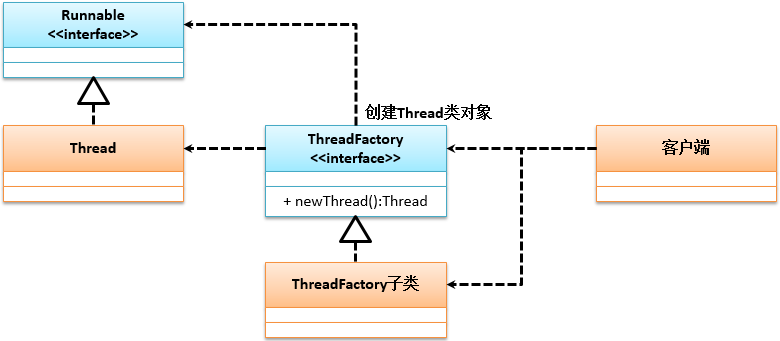 Runnable
<<interface>>
创建Thread类对象
Thread
ThreadFactory
<<interface>>
客户端
+ newThread():Thread
ThreadFactory子类